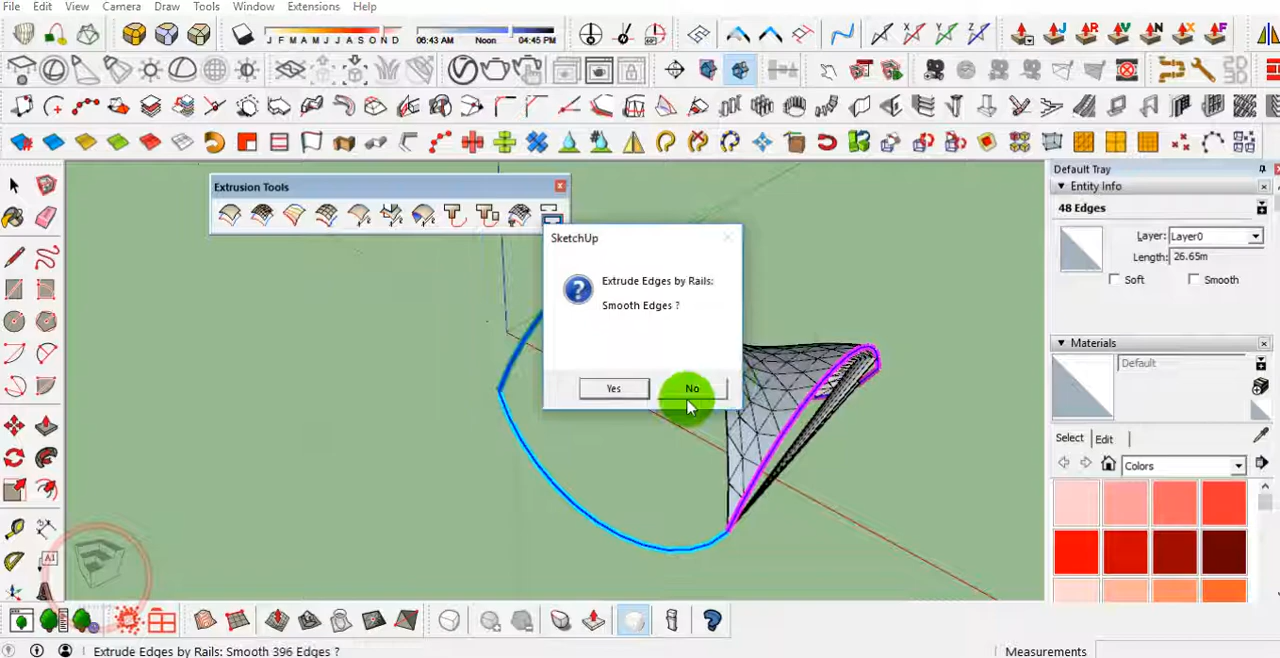 File Edit View Camera Draw Tools Window Extensions Help
J F M A M J J A S O N D
06:43 AM Noon 04:45 PM
Extrusion Tools
SketchUp
Extrude Edges by Rails:
Smooth Edges ?
Yes No
Default Tray
Entity Info
48 Edges
Layer: Layer0
Length: 26.65m
Soft Smooth
Materials
Default
Select Edit
Colors
Extrude Edges by Rails: Smooth 396 Edges ?
Measurements